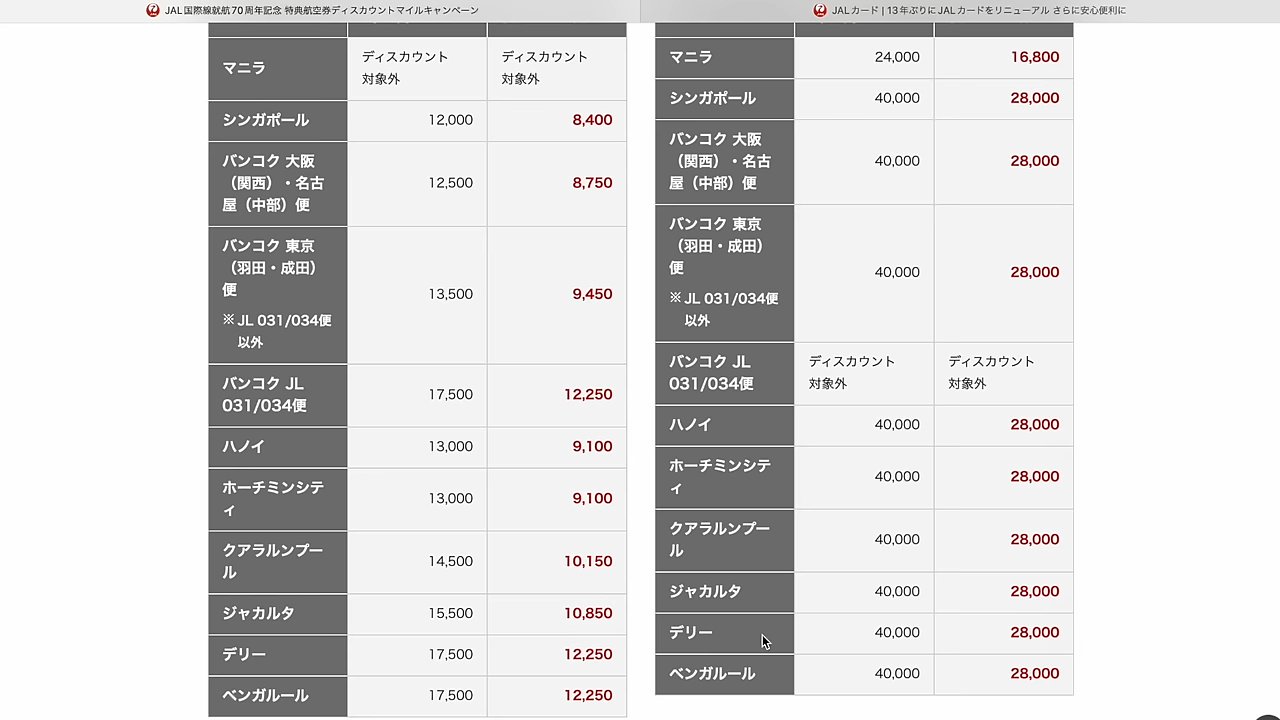 JAL国際線就航70周年記念 特典航空券ディスカウントマイルキャンペーン
JALカード | 13年ぶりにJALカードをリニューアル さらに安心便利に
マニラ
ディスカウント
対象外
ディスカウント
対象外
シンガポール 12,000 8,400
バンコク 大阪
（関西）・名古
屋（中部）便
12,500 8,750
バンコク 東京
（羽田・成田）
便
※ JL 031/034便
以外
13,500 9,450
バンコク JL
031/034便
17,500 12,250
ハノイ 13,000 9,100
ホーチミンシテ
ィ
13,000 9,100
クアラルンプー
ル
14,500 10,150
ジャカルタ 15,500 10,850
デリー 17,500 12,250
ベンガルール 17,500 12,250
マニラ 24,000 16,800
シンガポール 40,000 28,000
バンコク 大阪
（関西）・名古
屋（中部）便
40,000 28,000
バンコク 東京
（羽田・成田）
便
※ JL 031/034便
以外
40,000 28,000
バンコク JL
031/034便
ディスカウント
対象外
ディスカウント
対象外
ハノイ 40,000 28,000
ホーチミンシテ
ィ
40,000 28,000
クアラルンプー
ル
40,000 28,000
ジャカルタ 40,000 28,000
デリー 40,000 28,000
ベンガルール 40,000 28,000